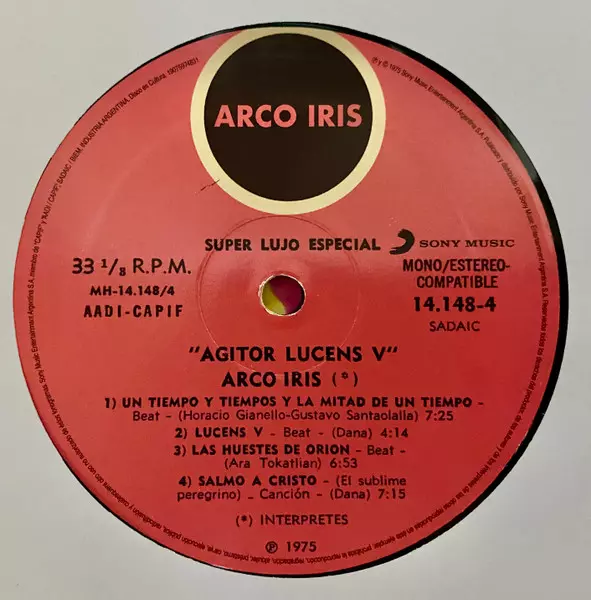 ARCO IRIS
SUPER LUJO ESPECIAL
SONY MUSIC
33 1/8 R.P.M.
MH-14.148/4
AADI-CAPIF
MONO/ESTEREO-
COMPATIBLE
14.148-4
SADAIC
"AGITOR LUCENS V"
ARCO IRIS (*)
1) UN TIEMPO Y TIEMPOS Y LA MITAD DE UN TIEMPO -
Beat - (Horacio Gianello-Gustavo Santaolalla) 7:25
2) LUCENS V - Beat - (Dana) 4:14
3) LAS HUESTES DE ORION - Beat -
(Ara Tokatlian) 6:53
4) SALMO A CRISTO - (El sublime
peregrino) _ Canción - (Dana) 7:15
(*) INTERPRETES
℗ 1975